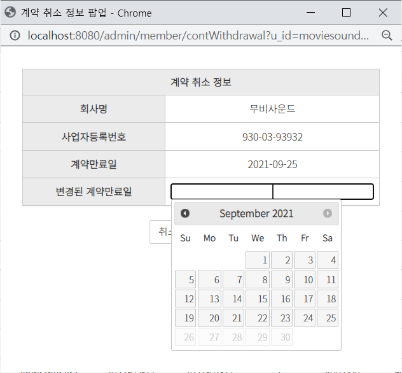 계약 취소 정보 팝업 - Chrome
localhost:8080/admin/member/contWithdrawal?u_id=moviesound...
계약 취소 정보
회사명 무비사운드
사업자등록번호 930-03-93932
계약만료일 2021-09-25
변경된 계약만료일
취소
September 2021
Su Mo Tu We Th Fr Sa
1 2 3 4
5 6 7 8 9 10 11
12 13 14 15 16 17 18
19 20 21 22 23 24 25
26 27 28 29 30